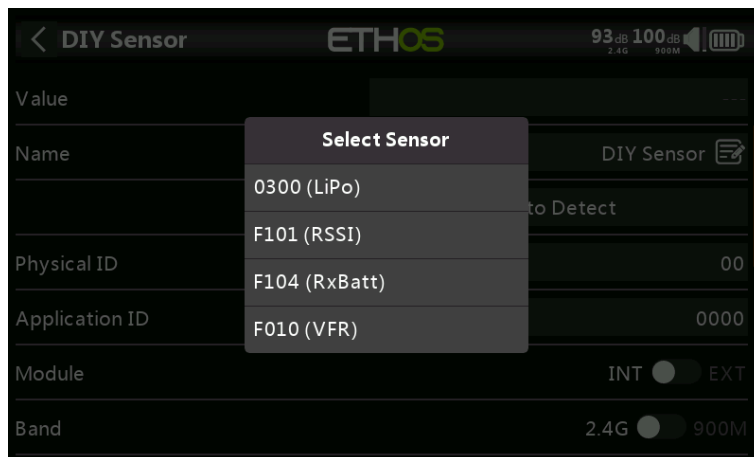 DIY Sensor ETHOS 93dB 100dB
2.4G 900M
Value ---
Select Sensor
Name DIY Sensor
0300 (LiPo)
to Detect
F101 (RSSI)
Physical ID 00
F104 (RxBatt)
Application ID 0000
F010 (VFR)
Module INT EXT
Band 2.4G 900M